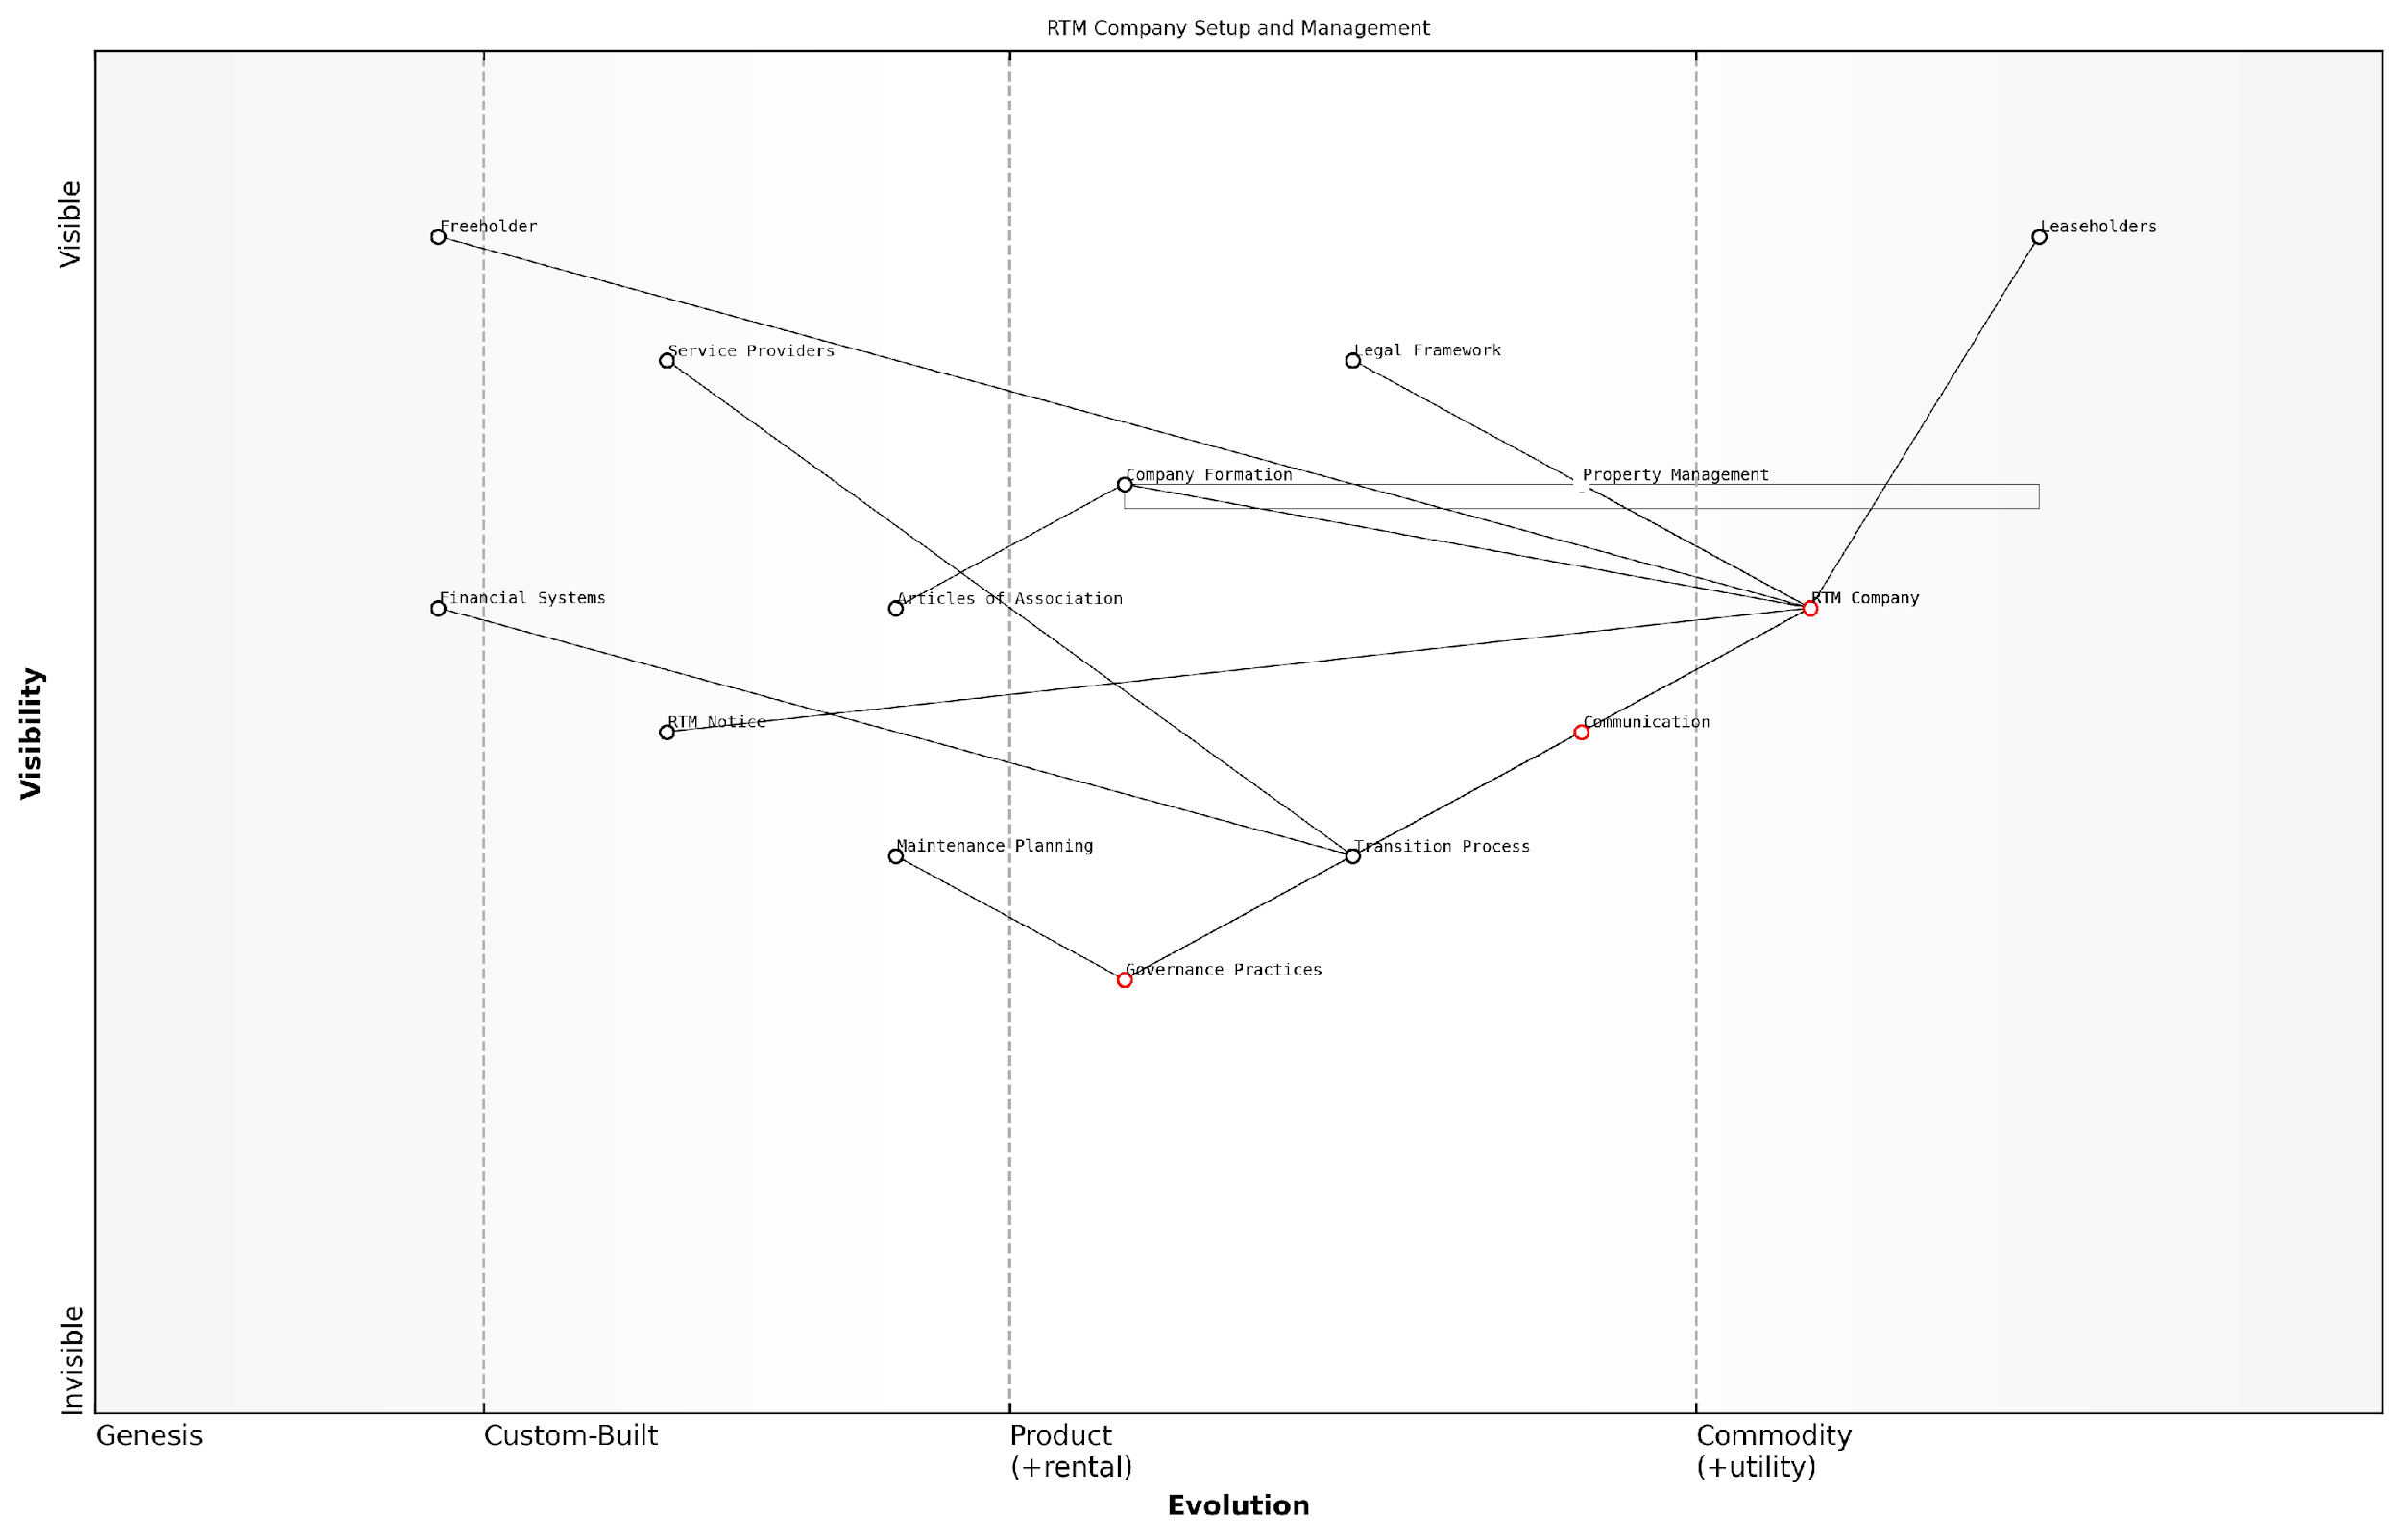 RTM Company Setup and Management
Visible
Freeholder
Leaseholders
Service Providers
Legal Framework
Company Formation
Property Management
Financial Systems
Articles of Association
RTM Company
RTM Notice
Communication
Visibility
Maintenance Planning
Transition Process
Governance Practices
Invisible
Genesis
Custom-Built
Product
(+rental)
Commodity
(+utility)
Evolution